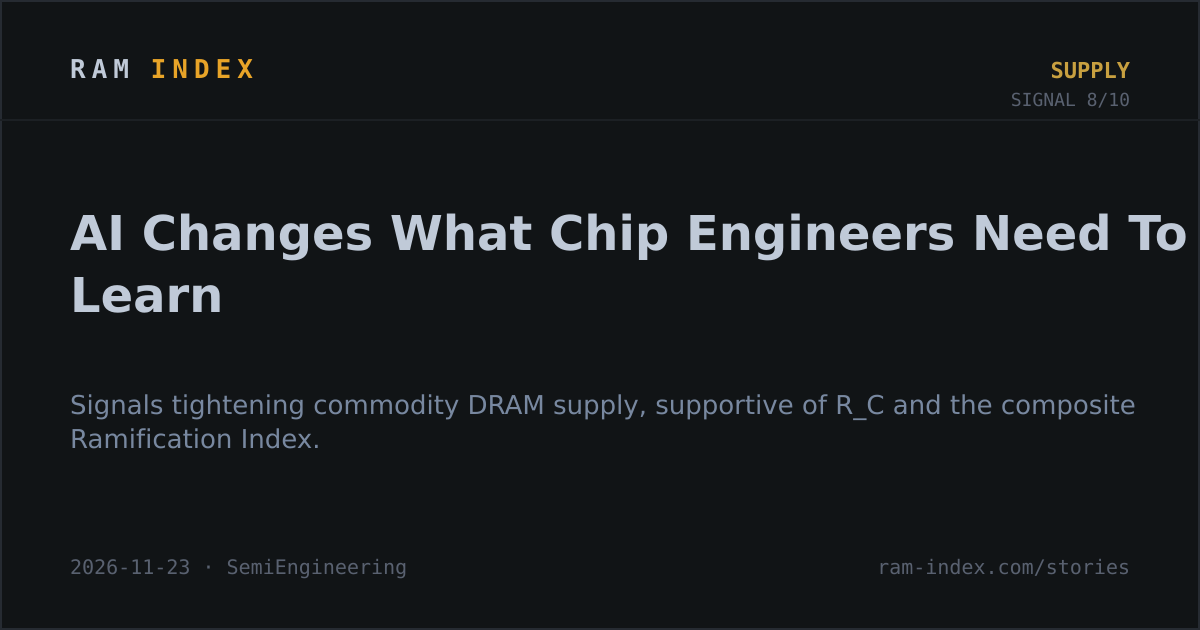 RAM INDEX
SUPPLY
SIGNAL 8/10
AI Changes What Chip Engineers Need To
Learn
Signals tightening commodity DRAM supply, supportive of R_C and the composite
Ramification Index.
2026-11-23 · SemiEngineering
ram-index.com/stories